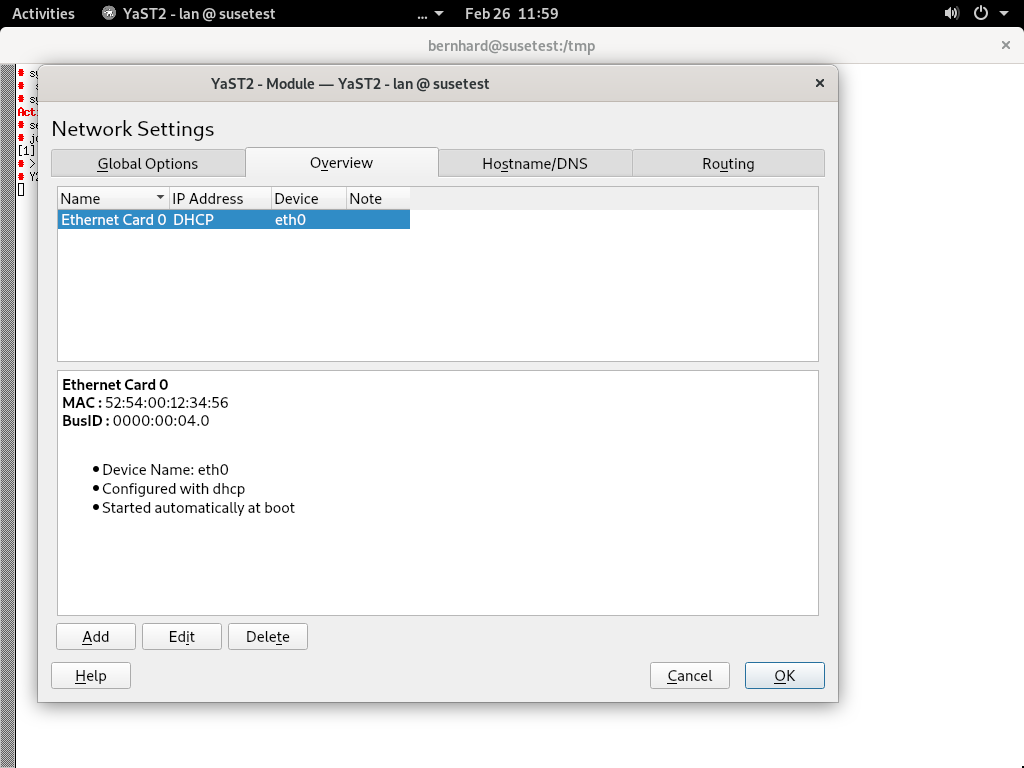 Activities YaST2 - lan @ susetest ... Feb 26 11:59
bernhard@susetest:/tmp
YaST2 - Module — YaST2 - lan @ susetest
Network Settings
Global Options Overview Hostname/DNS Routing
Name IP Address Device Note
Ethernet Card 0 DHCP eth0
Ethernet Card 0
MAC : 52:54:00:12:34:56
BusID : 0000:00:04.0
Device Name: eth0
Configured with dhcp
Started automatically at boot
Add Edit Delete
Help Cancel OK